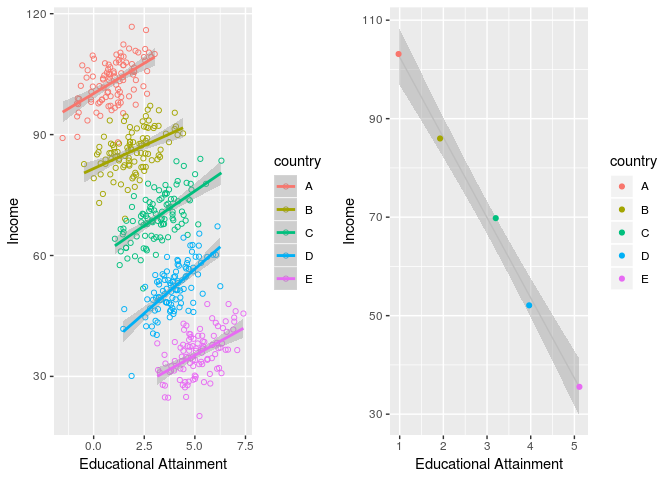 120
90
60
30
0.0 2.5 5.0 7.5
Educational Attainment
Income
country
A
B
C
D
E
110
90
70
50
30
1 2 3 4 5
Educational Attainment
Income
country
A
B
C
D
E